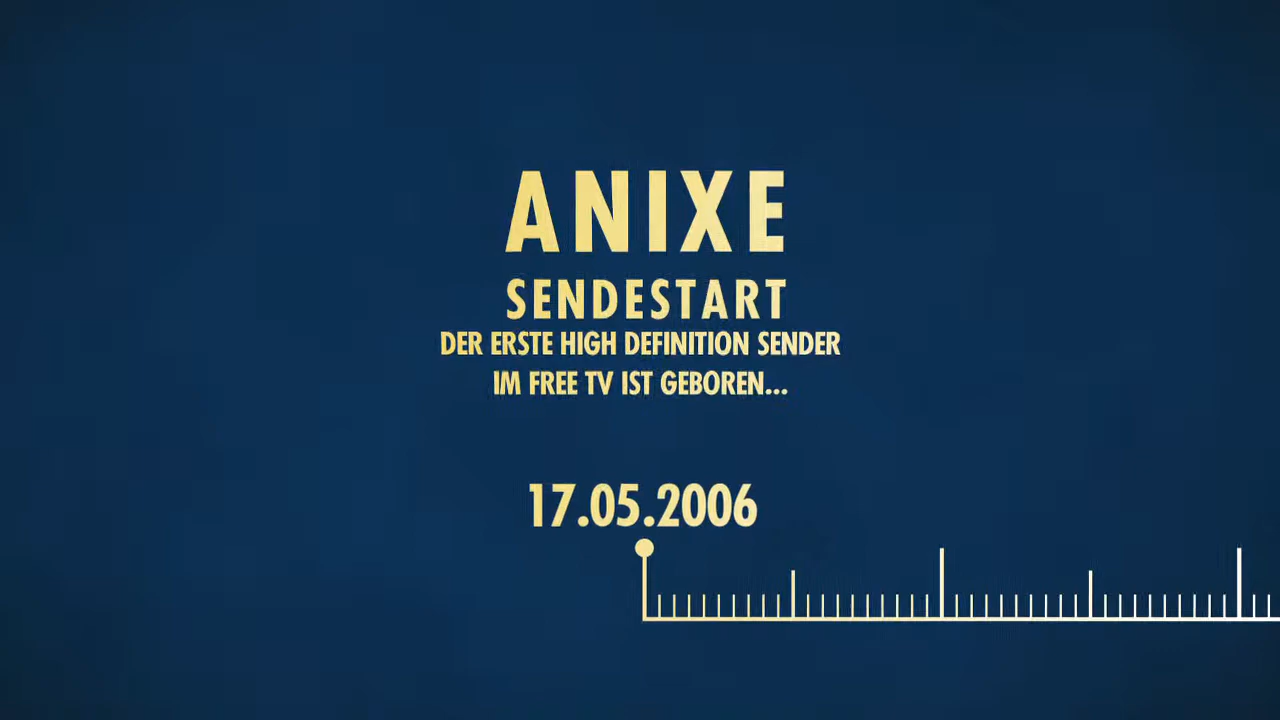 ANIXE
SENDESTART
DER ERSTE HIGH DEFINITION SENDER
IM FREE TV IST GEBOREN...
17.05.2006